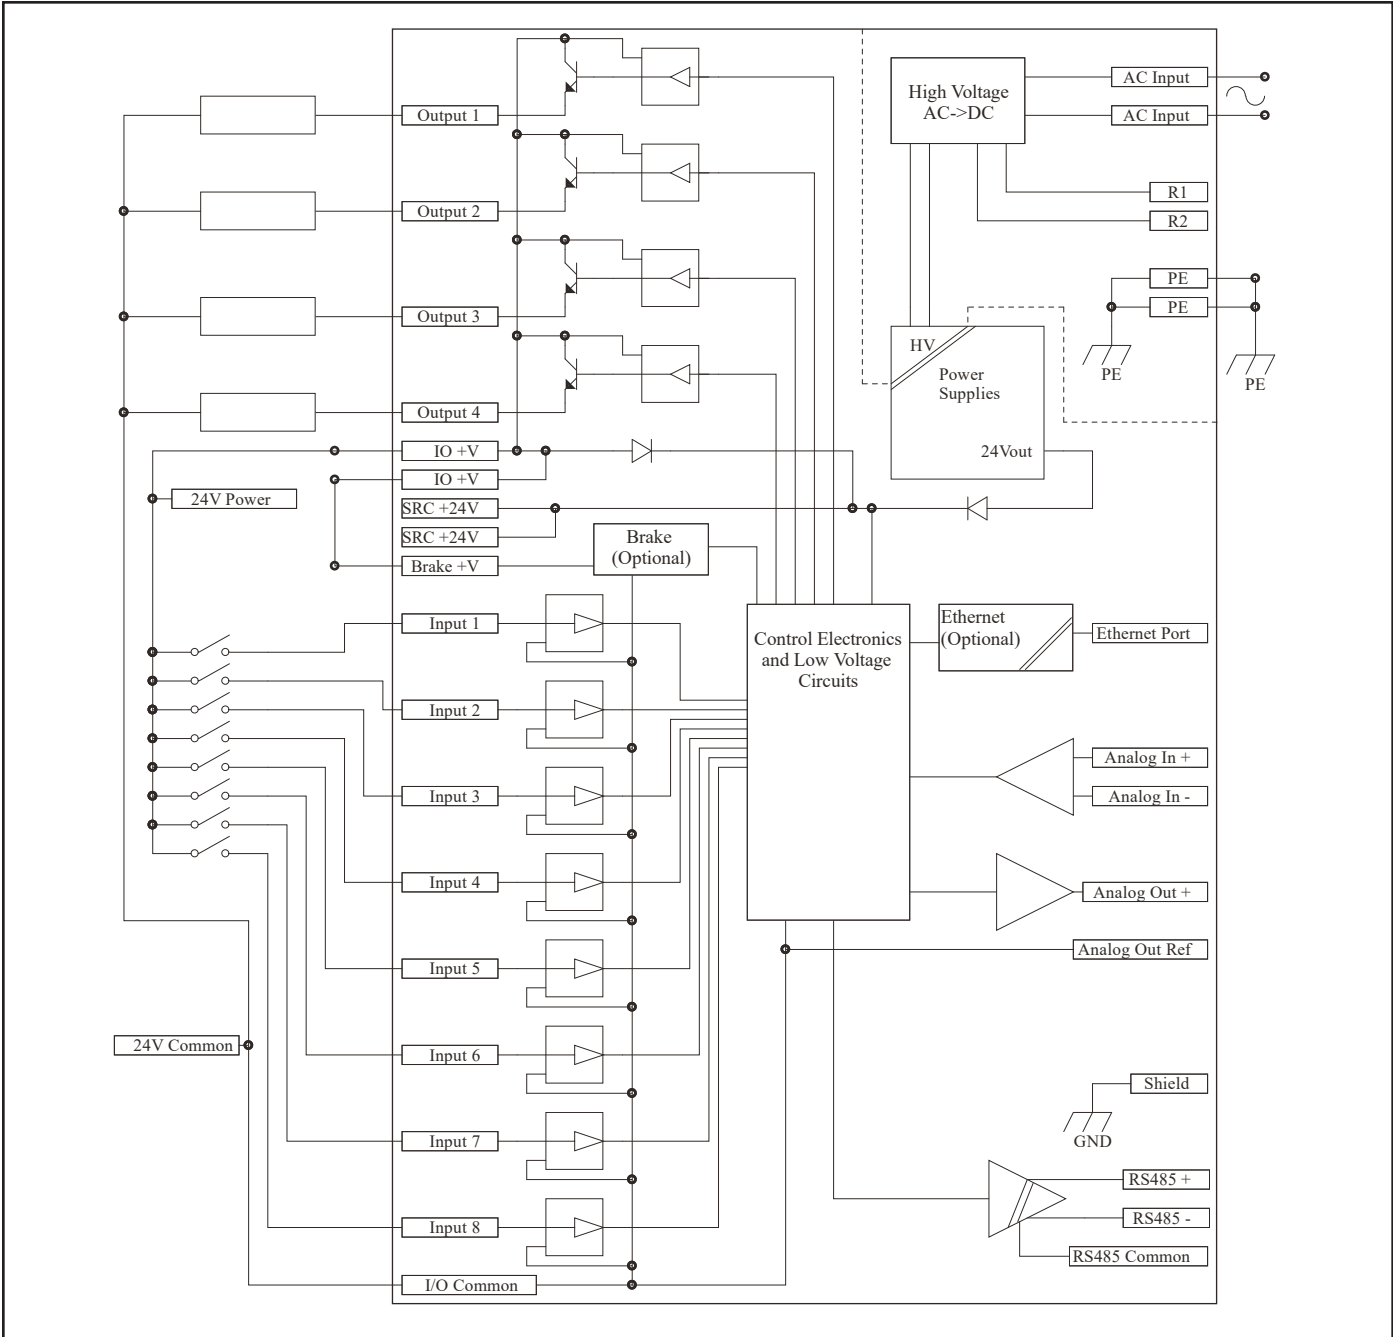 High Voltage
AC->DC
AC Input
AC Input
Output 1
R1
Output 2
R2
PE
Output 3
PE
HV
PE
Power
Supplies
PE
Output 4
IO +V
24Vout
IO +V
24V Power
SRC +24V
SRC +24V
Brake
(Optional)
Brake +V
Input 1
Control Electronics
and Low Voltage
Circuits
Ethernet
(Optional)
Ethernet Port
Input 2
Analog In +
Input 3
Analog In -
Input 4
Analog Out +
Analog Out Ref
Input 5
24V Common
Input 6
Shield
GND
Input 7
RS485 +
RS485 -
Input 8
RS485 Common
I/O Common